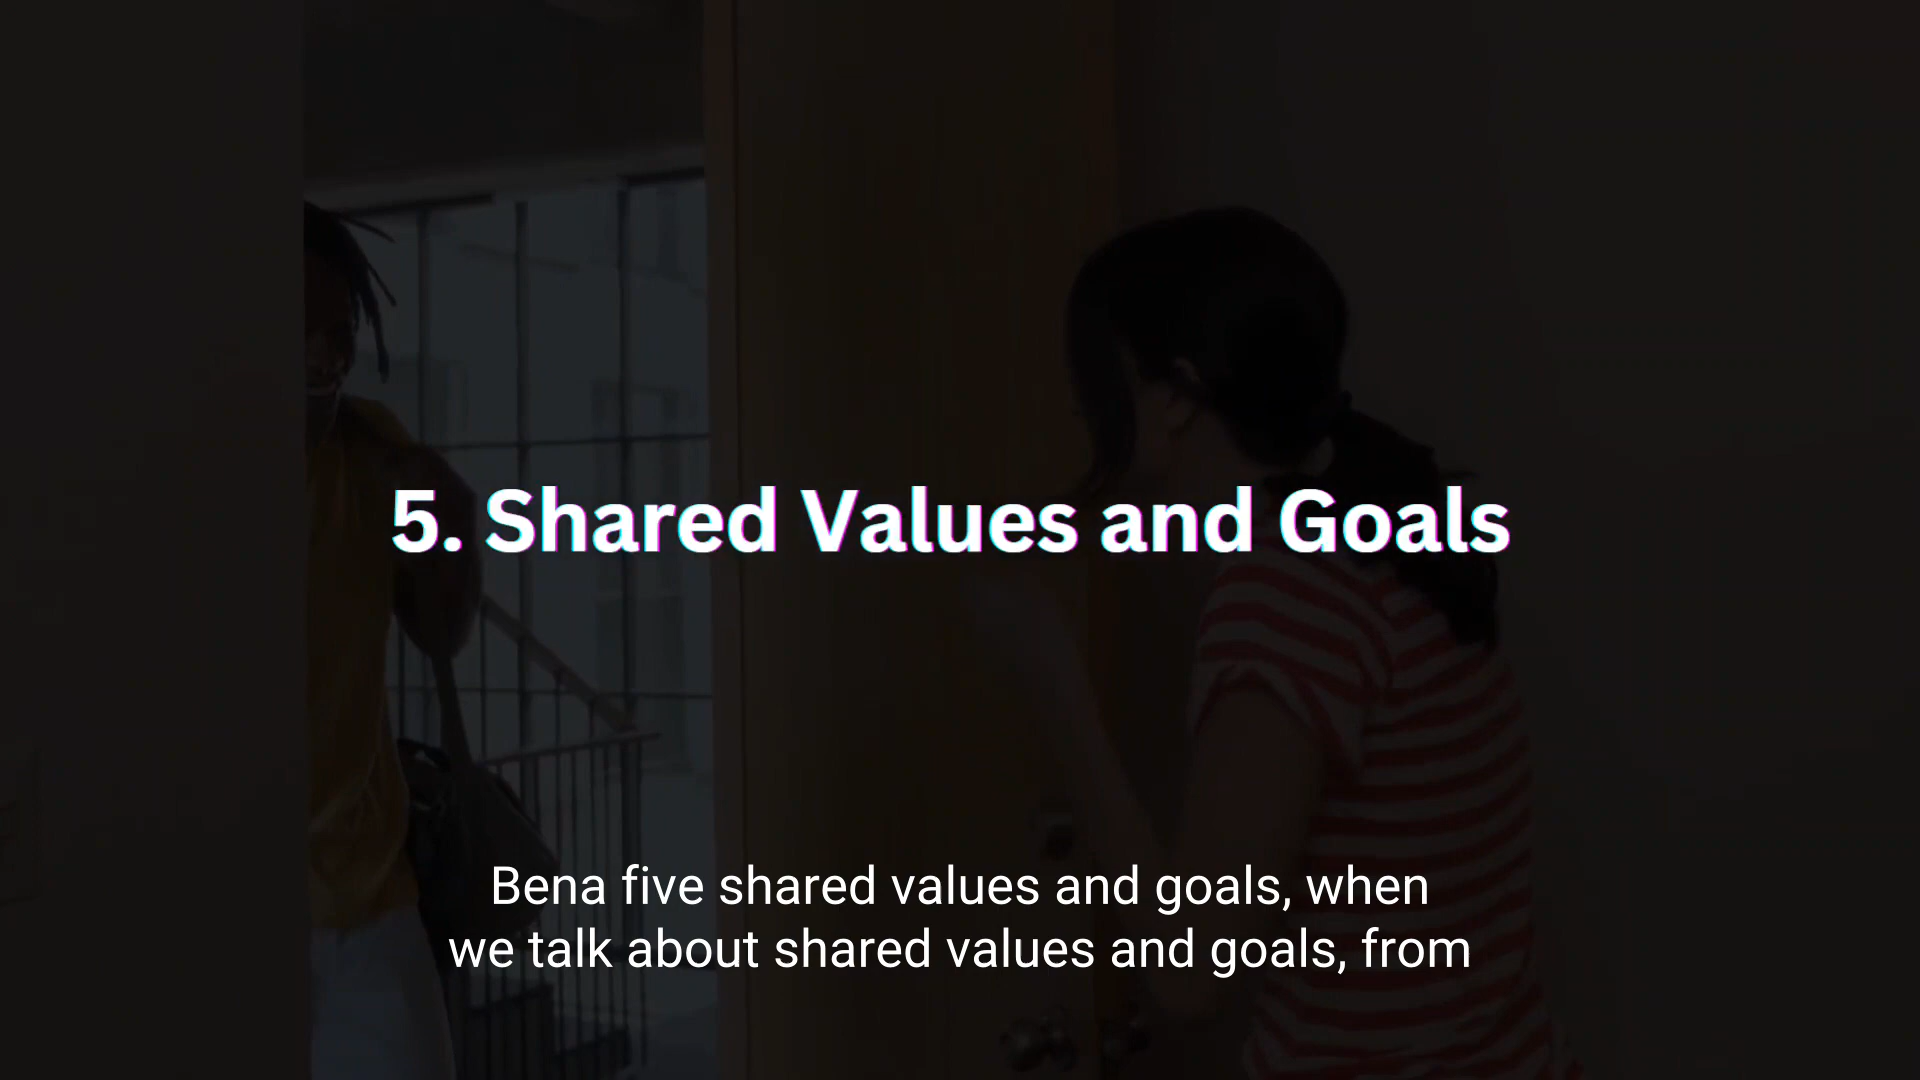 5. Shared Values and Goals
Bena five shared values and goals, when
we talk about shared values and goals, from